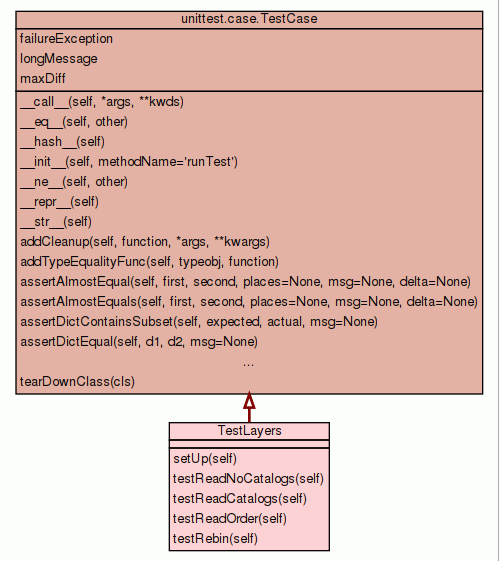 unittest.case.TestCase
failureException
longMessage
maxDiff
__call__(self, *args, **kwds)
__eq__(self, other)
__hash__(self)
__init__(self, methodName='runTest')
__ne__(self, other)
__repr__(self)
__str__(self)
addCleanup(self, function, *args, **kwargs)
addTypeEqualityFunc(self, typeobj, function)
assertAlmostEqual(self, first, second, places=None, msg=None, delta=None)
assertAlmostEquals(self, first, second, places=None, msg=None, delta=None)
assertDictContainsSubset(self, expected, actual, msg=None)
assertDictEqual(self, d1, d2, msg=None)
...
tearDownClass(cls)
TestLayers
setUp(self)
testReadNoCatalogs(self)
testReadCatalogs(self)
testReadOrder(self)
testRebin(self)